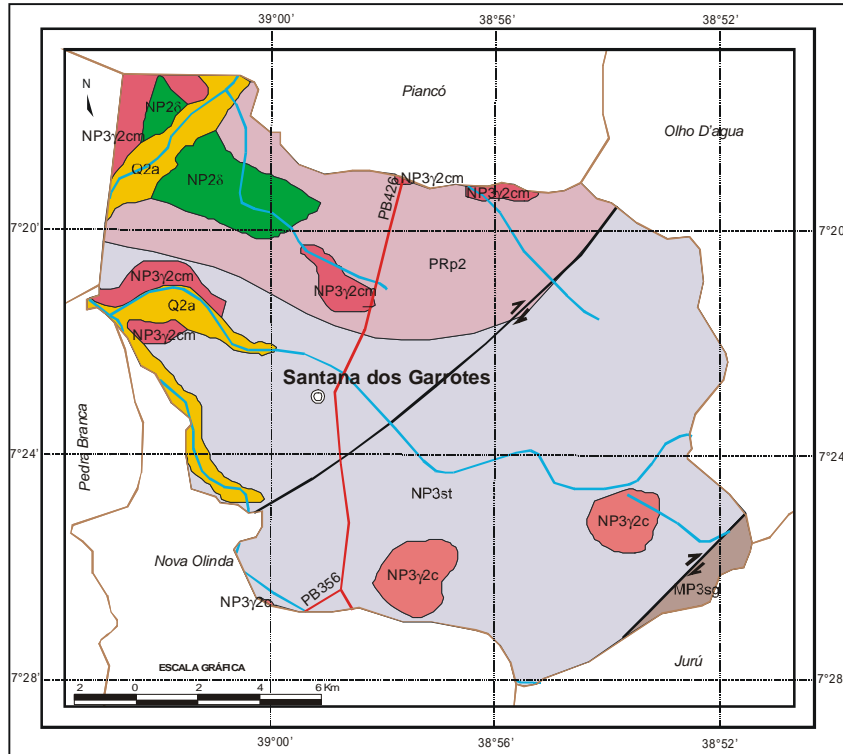 39°00' 38°56' 38°52'
Piancó
N
Olho D'agua
NP2δ
NP3γ2cm
Q2a
NP2δ
NP3γ2cm
NP3γ2cm
PB426
7°20' 7°20'
PRp2
NP3γ2cm
NP3γ2cm
Q2a
NP3γ2cm
Santana dos Garrotes
Pedra Branca
7°24' 7°24'
NP3st
NP3γ2c
Nova Olinda
NP3γ2c
PB356
NP3γ2c
MP3sg
Jurú
ESCALA GRÁFICA
7°28' 7°28'
2 0 2 4 6 Km
39°00' 38°56' 38°52'